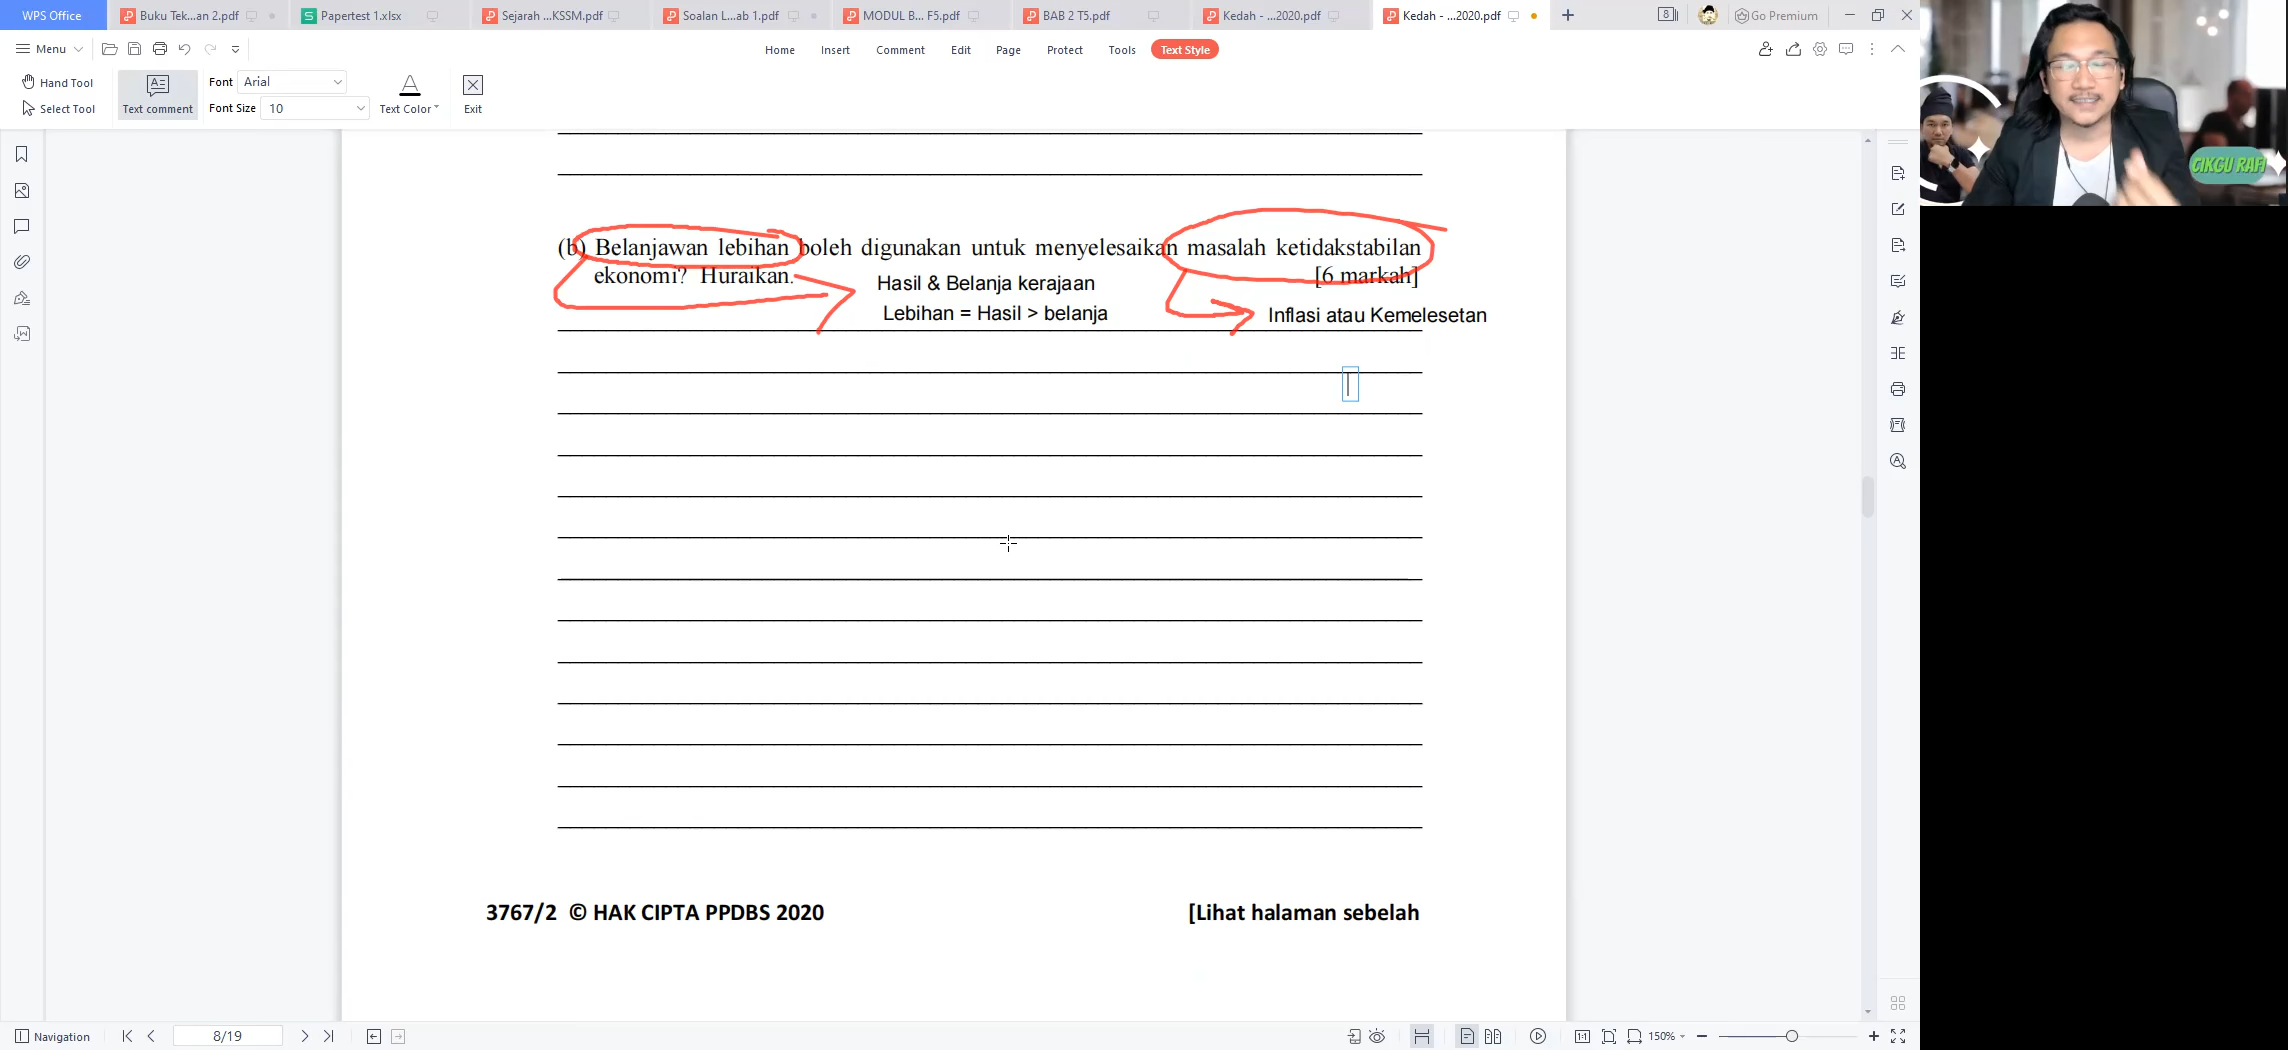 WPS Office
Buku Tek...an 2.pdf
Papertest 1.xlsx
Sejarah ...KSSM.pdf
Soalan L...ab 1.pdf
MODUL B... F5.pdf
BAB 2 T5.pdf
Kedah - ...2020.pdf
Kedah - ...2020.pdf
Go Premium
Menu
Home Insert Comment Edit Page Protect Tools Text Style
Hand Tool
Select Tool
Text comment
Font Arial
Font Size 10
Text Color
Exit
CIKGU RAFI
(b) Belanjawan lebihan boleh digunakan untuk menyelesaikan masalah ketidakstabilan
ekonomi? Huraikan. [6 markah]
Hasil & Belanja kerajaan
Lebihan = Hasil > belanja
Inflasi atau Kemelesetan
3767/2 © HAK CIPTA PPDBS 2020 [Lihat halaman sebelah
Navigation
8/19
150%